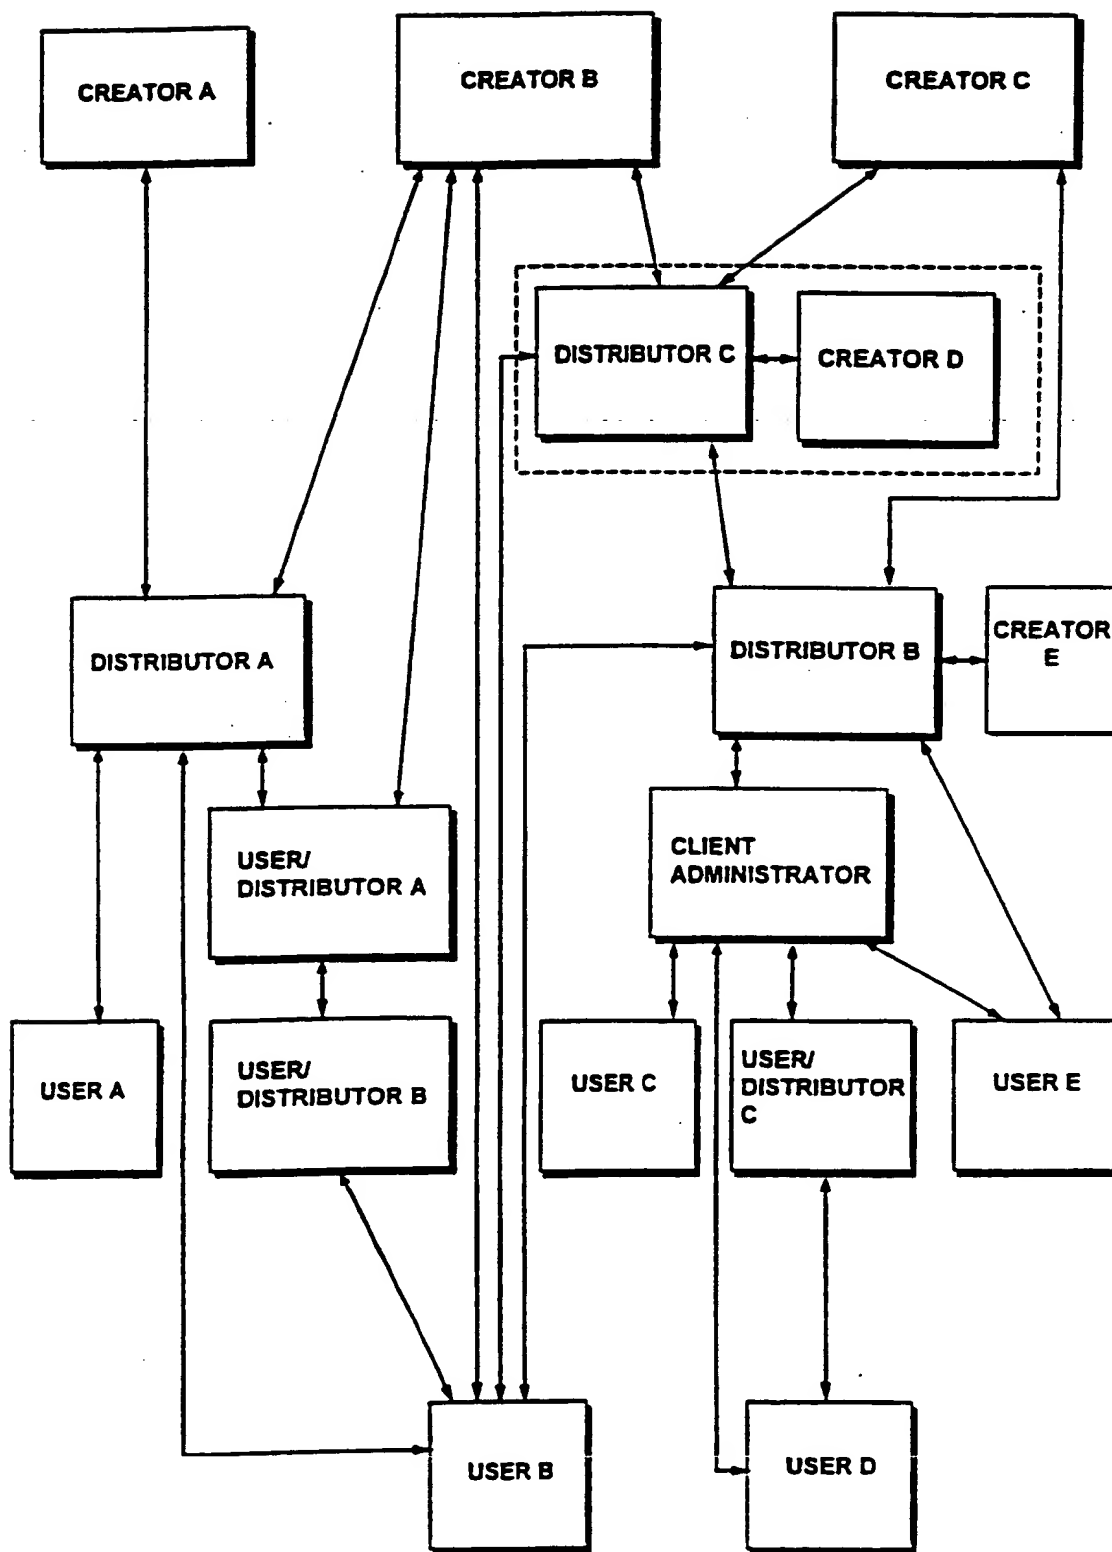 CREATOR A
CREATOR B
CREATOR C
DISTRIBUTOR C
CREATOR D
DISTRIBUTOR A
DISTRIBUTOR B
CREATOR
E
USER/
DISTRIBUTOR A
CLIENT
ADMINISTRATOR
USER A
USER/
DISTRIBUTOR B
USER C
USER/
DISTRIBUTOR
C
USER E
USER B
USER D